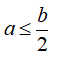 a ≤ b/2